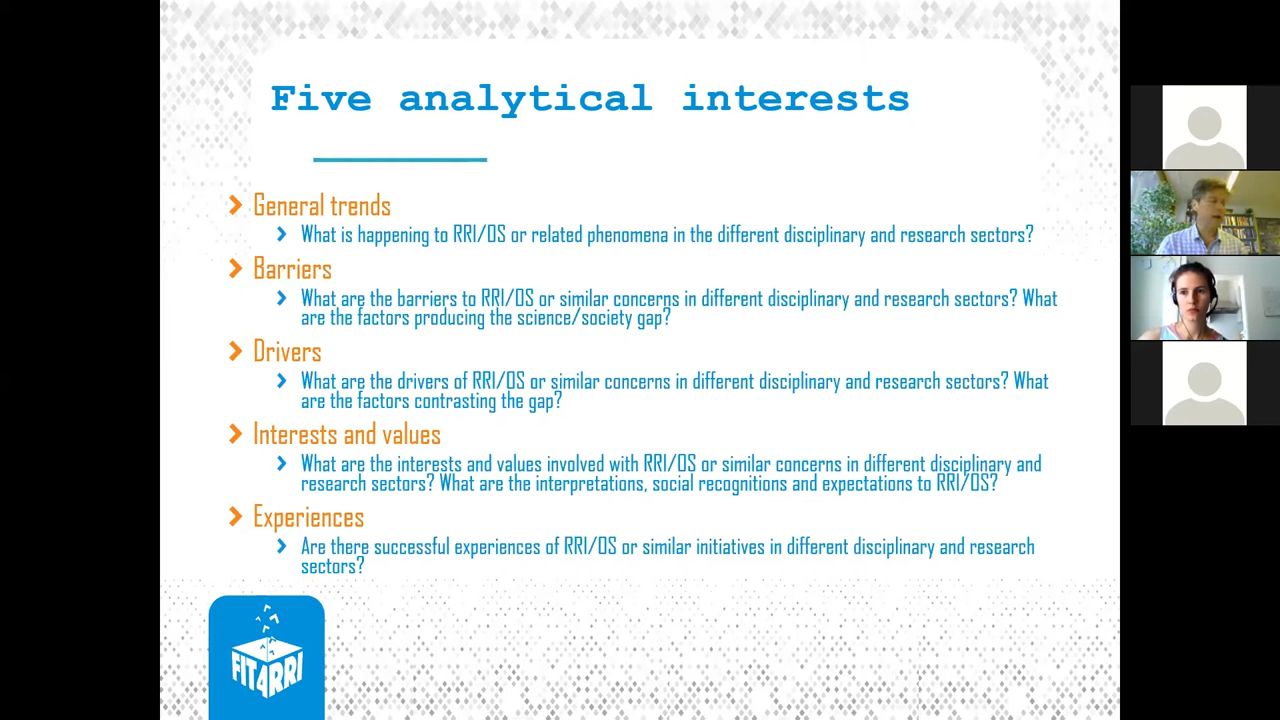 Five analytical interests
General trends
What is happening to RRI/OS or related phenomena in the different disciplinary and research sectors?
Barriers
What are the barriers to RRI/OS or similar concerns in different disciplinary and research sectors? What
are the factors producing the science/society gap?
Drivers
What are the drivers of RRI/OS or similar concerns in different disciplinary and research sectors? What
are the factors contrasting the gap?
Interests and values
What are the interests and values involved with RRI/OS or similar concerns in different disciplinary and
research sectors? What are the interpretations, social recognitions and expectations to RRI/OS?
Experiences
Are there successful experiences of RRI/OS or similar initiatives in different disciplinary and research
sectors?
FIT4RRI